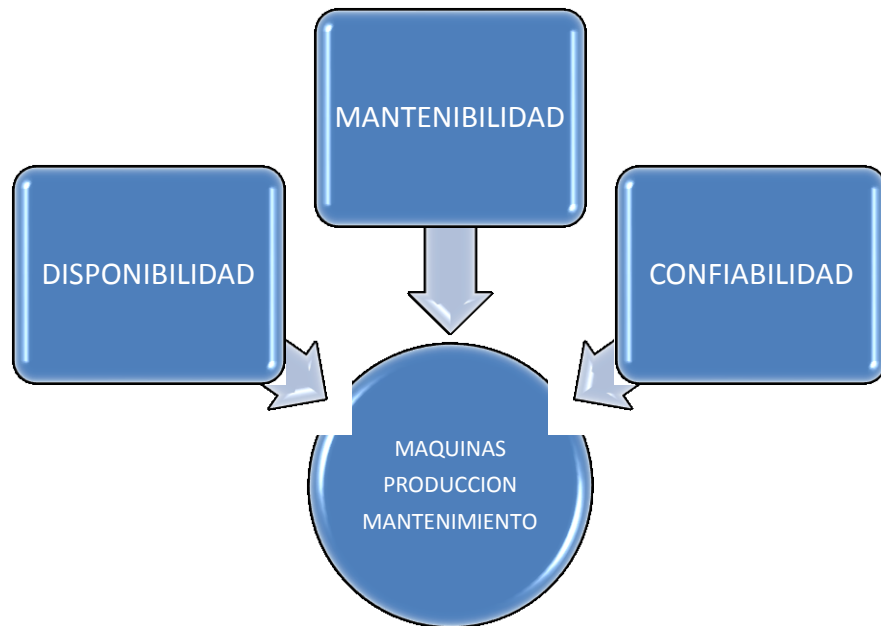 MANTENIBILIDAD
DISPONIBILIDAD
CONFIABILIDAD
MAQUINAS
PRODUCCION
MANTENIMIENTO